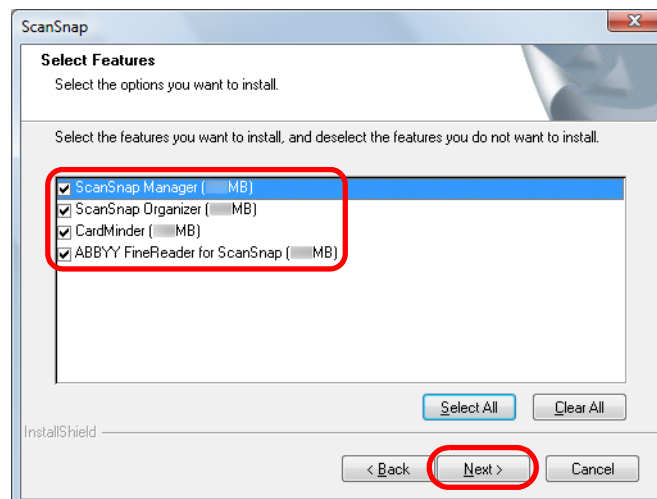 ScanSnap
Select Features
Select the options you want to install.
Select the features you want to install, and deselect the features you do not want to install.
ScanSnap Manager ( MB)
ScanSnap Organizer ( MB)
CardMinder ( MB)
ABBYY FineReader for ScanSnap ( MB)
Select All Clear All
InstallShield
< Back Next > Cancel